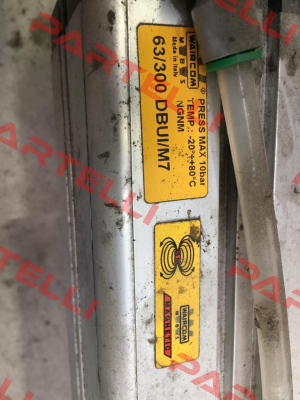 WAIRCOM
M B S
Made in Italy
PRESS MAX 10bar
TEMP.: -20°÷+80°C
NGNM
63/300 DBUI/M7
WAIRCOM
M B S
MAGNETIC
PARTELLI
PARTELLI
PARTELLI
PARTELLI